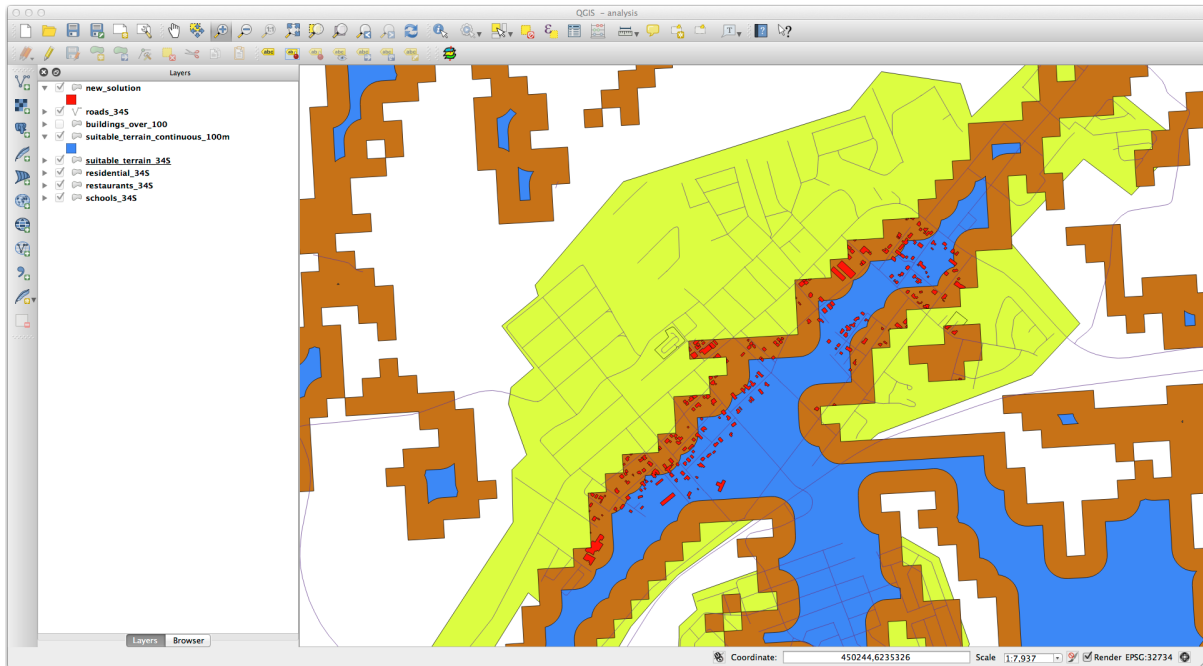 QGIS - analysis
Layers
new_solution
roads_34S
buildings_over_100
suitable_terrain_continuous_100m
suitable_terrain_34S
residential_34S
restaurants_34S
schools_34S
Layers
Browser
Coordinate:
450244,6235326
Scale
1:7,937
Render
EPSG:32734